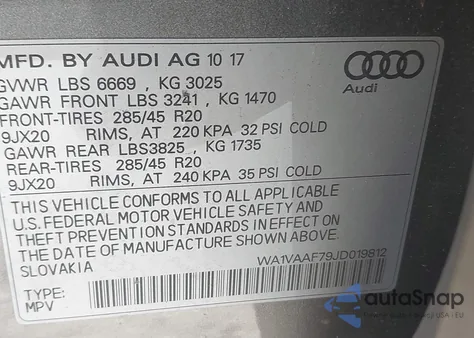 MFD. BY AUDI AG 10 17
GVWR LBS 6669 , KG 3025
GAWR FRONT LBS 3241 , KG 1470
FRONT-TIRES 285/45 R20
9JX20 RIMS, AT 220 KPA 32 PSI COLD
GAWR REAR LBS3825 , KG 1735
REAR-TIRES 285/45 R20
9JX20 RIMS, AT 240 KPA 35 PSI COLD
THIS VEHICLE CONFORMS TO ALL APPLICABLE
U.S. FEDERAL MOTOR VEHICLE SAFETY AND
THEFT PREVENTION STANDARDS IN EFFECT ON
THE DATE OF MANUFACTURE SHOWN ABOVE.
SLOVAKIA
WA1VAAF79JD019812
TYPE:
MPV
Audi
autoSnap